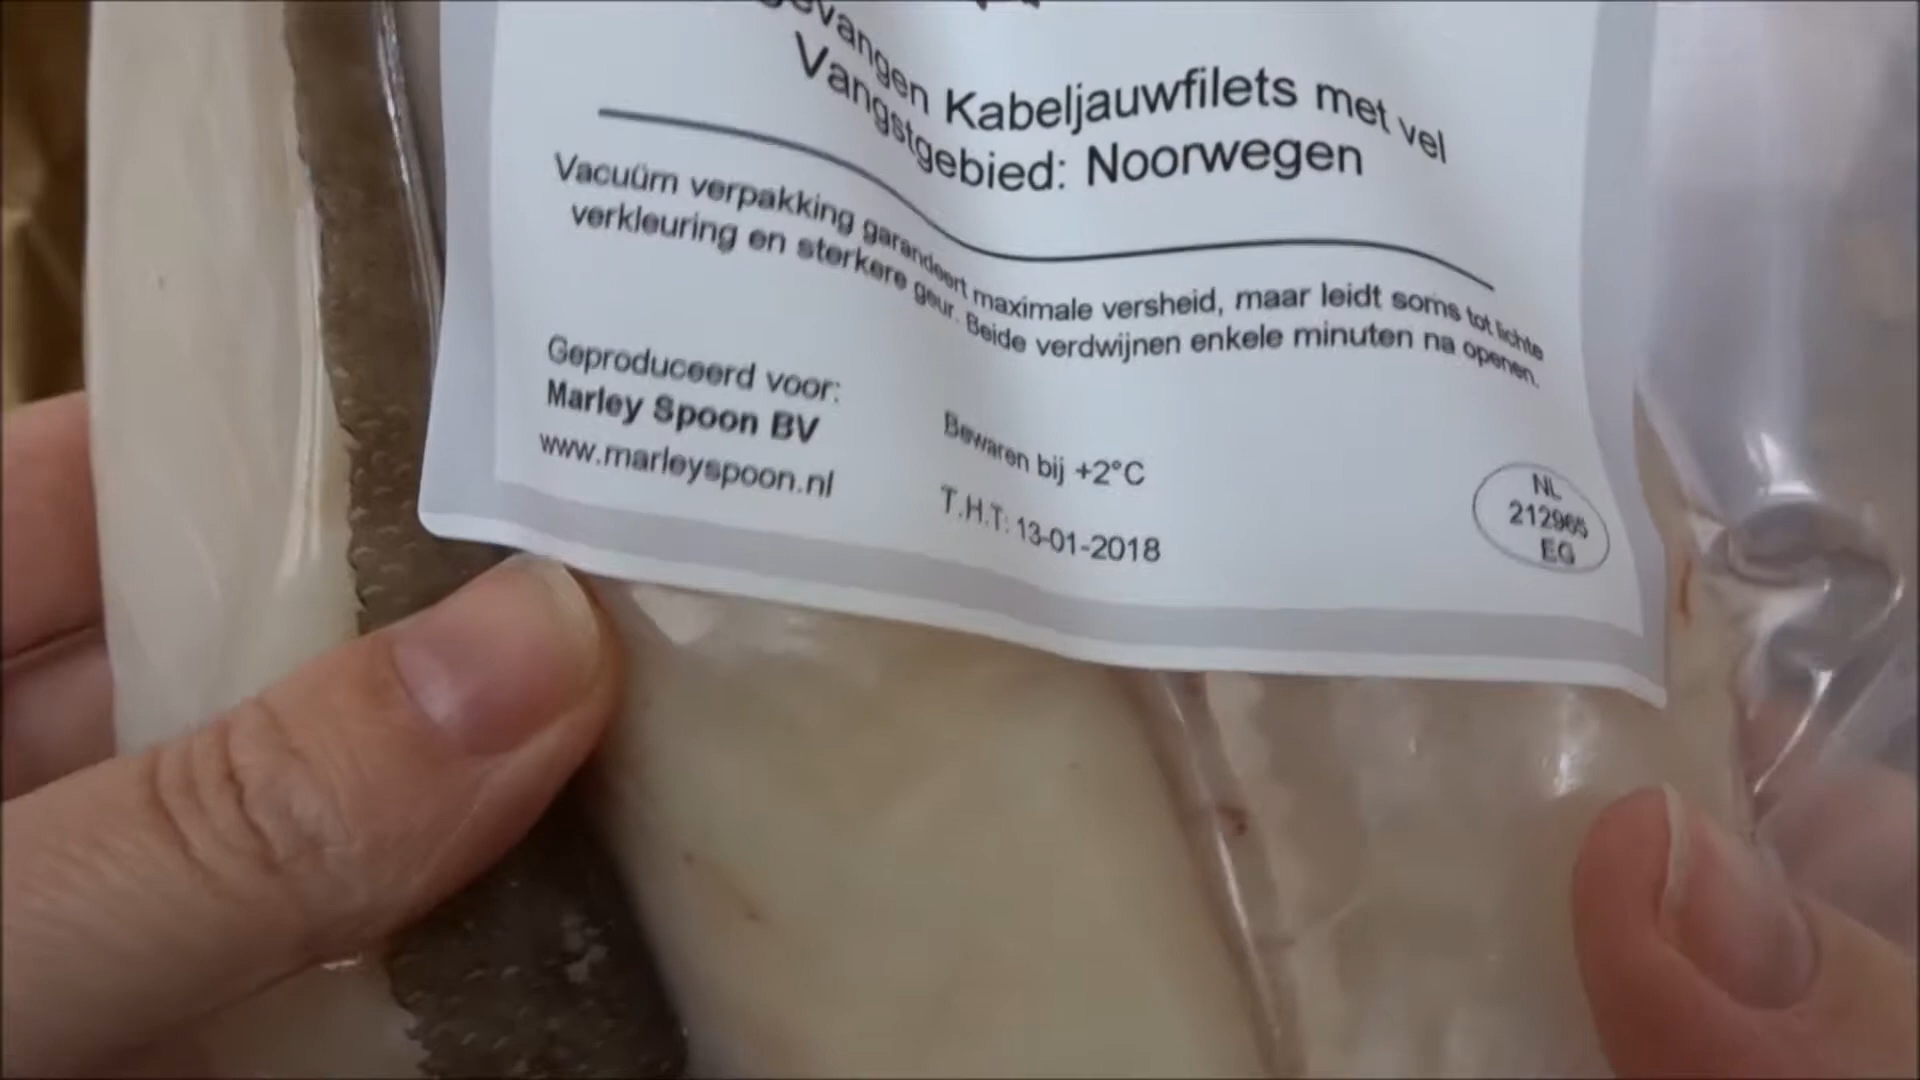 gevangen Kabeljauwfilets met vel
Vangstgebied: Noorwegen
Vacuüm verpakking garandeert maximale versheid, maar leidt soms tot lichte
verkleuring en sterkere geur. Beide verdwijnen enkele minuten na openen.
Geproduceerd voor:
Marley Spoon BV
www.marleyspoon.nl
Bewaren bij +2°C
T.H.T: 13-01-2018
NL
212965
EG